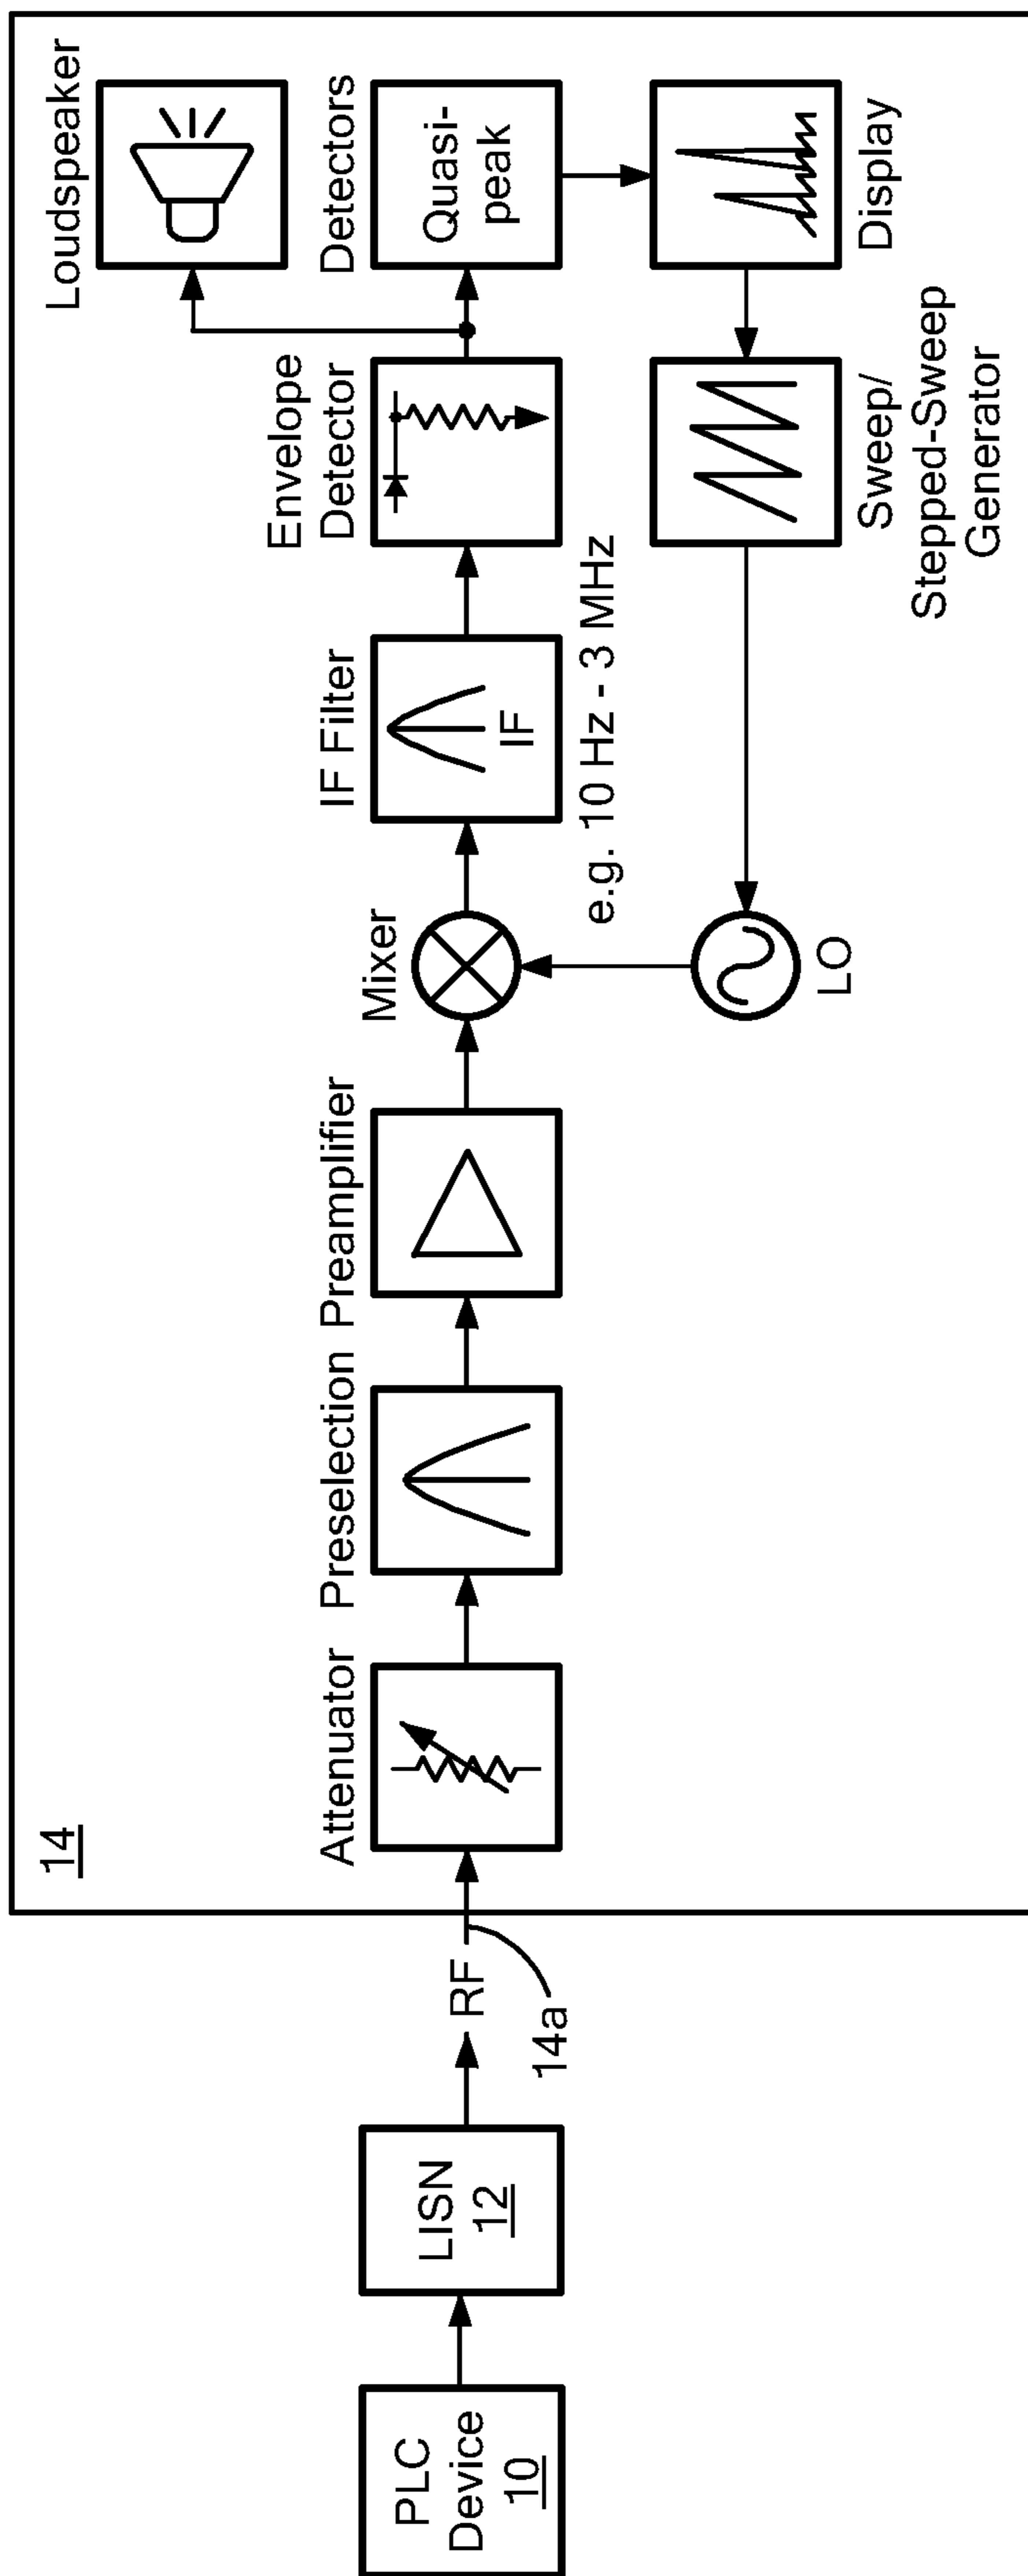 PLC
Device
10
LISN
12
RF
14a
14
Attenuator
Preselection
Preamplifier
Mixer
LO
IF Filter
IF
e.g. 10 Hz - 3 MHz
Envelope
Detector
Loudspeaker
Detectors
Quasi-
peak
Display
Sweep/
Stepped-Sweep
Generator